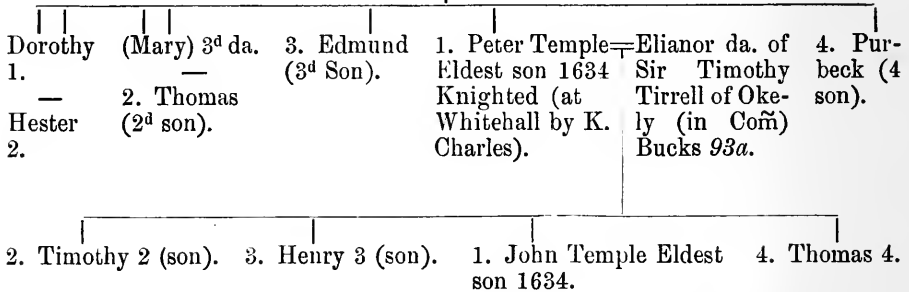 Dorothy
1.
—
Hester
2.
(Mary) 3d da.
—
2. Thomas
(2d son).
3. Edmund
(3d Son).
1. Peter Temple
Eldest son 1634
Knighted (at
Whitehall by K.
Charles).
Elianor da. of
Sir Timothy
Tirrell of Oke-
ly (in Com̃)
Bucks 93a.
4. Pur-
beck (4
son).
2. Timothy 2 (son).
3. Henry 3 (son).
1. John Temple Eldest
son 1634.
4. Thomas 4.